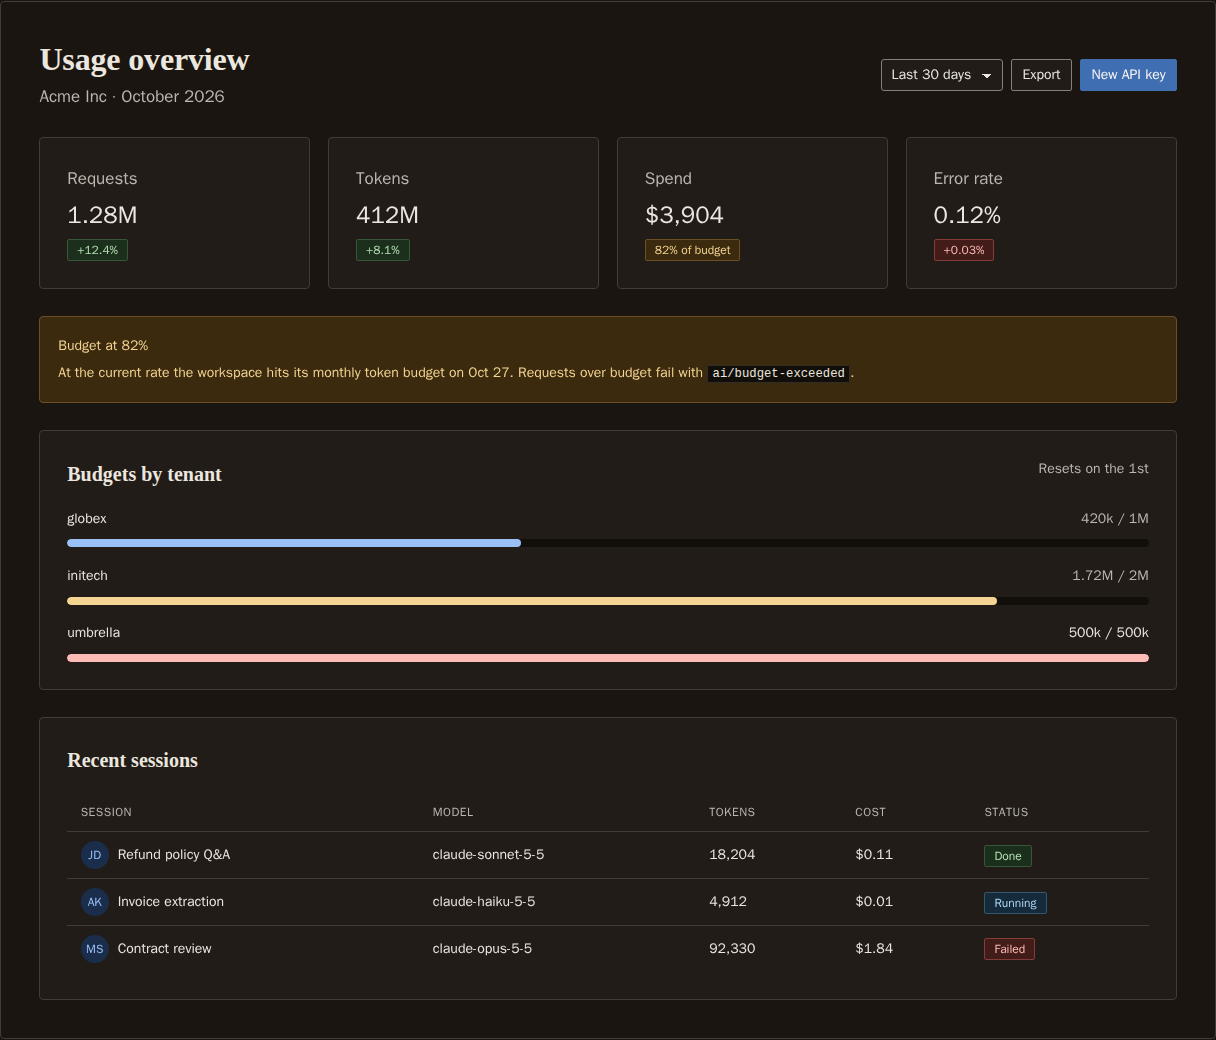 Usage overview
Acme Inc · October 2026
Last 30 days
Export
New API key
Requests
1.28M
+12.4%
Tokens
412M
+8.1%
Spend
$3,904
82% of budget
Error rate
0.12%
+0.03%
Budget at 82%
At the current rate the workspace hits its monthly token budget on Oct 27. Requests over budget fail with ai/budget-exceeded.
Budgets by tenant
Resets on the 1st
globex 420k / 1M
initech 1.72M / 2M
umbrella 500k / 500k
Recent sessions
SESSION MODEL TOKENS COST STATUS
JD Refund policy Q&A claude-sonnet-5-5 18,204 $0.11 Done
AK Invoice extraction claude-haiku-5-5 4,912 $0.01 Running
MS Contract review claude-opus-5-5 92,330 $1.84 Failed